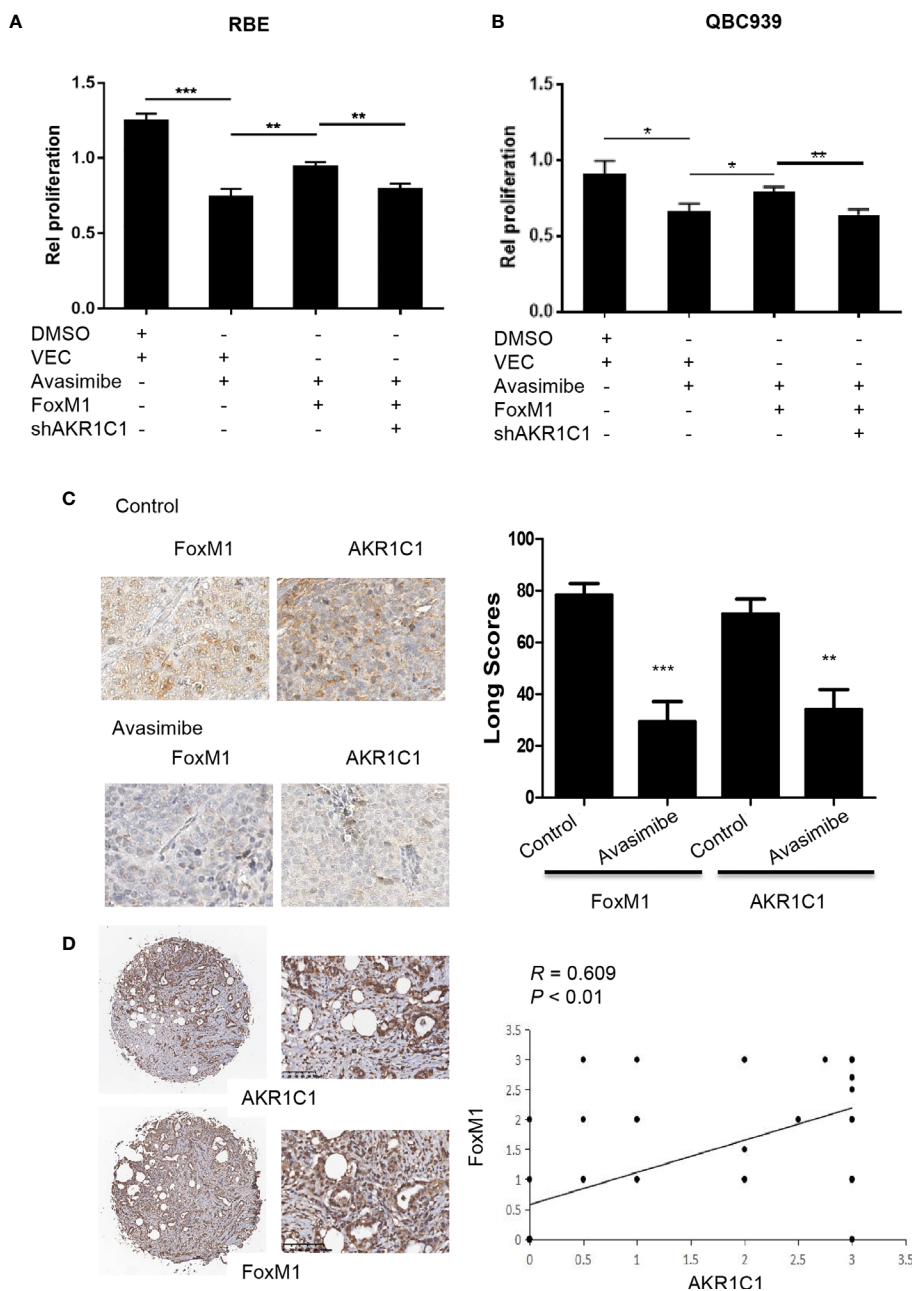 A
RBE
1.5
1.0
0.5
0.0
Rel proliferation
***
**
**
DMSO + - - -
VEC + + - -
Avasimibe - + + +
FoxM1 - - + +
shAKR1C1 - - - +
B
QBC939
1.5
1.0
0.5
0.0
Rel proliferation
*
*
**
DMSO + - - -
VEC + + - -
Avasimibe - + + +
FoxM1 - - + +
shAKR1C1 - - - +
C
Control
FoxM1 AKR1C1
Avasimibe
FoxM1 AKR1C1
100
80
60
40
20
0
Long Scores
***
**
Control Avasimibe Control Avasimibe
FoxM1 AKR1C1
D
AKR1C1
FoxM1
R = 0.609
P < 0.01
3.5
3
2.5
2
1.5
1
0.5
0
FoxM1
0 0.5 1 1.5 2 2.5 3 3.5
AKR1C1